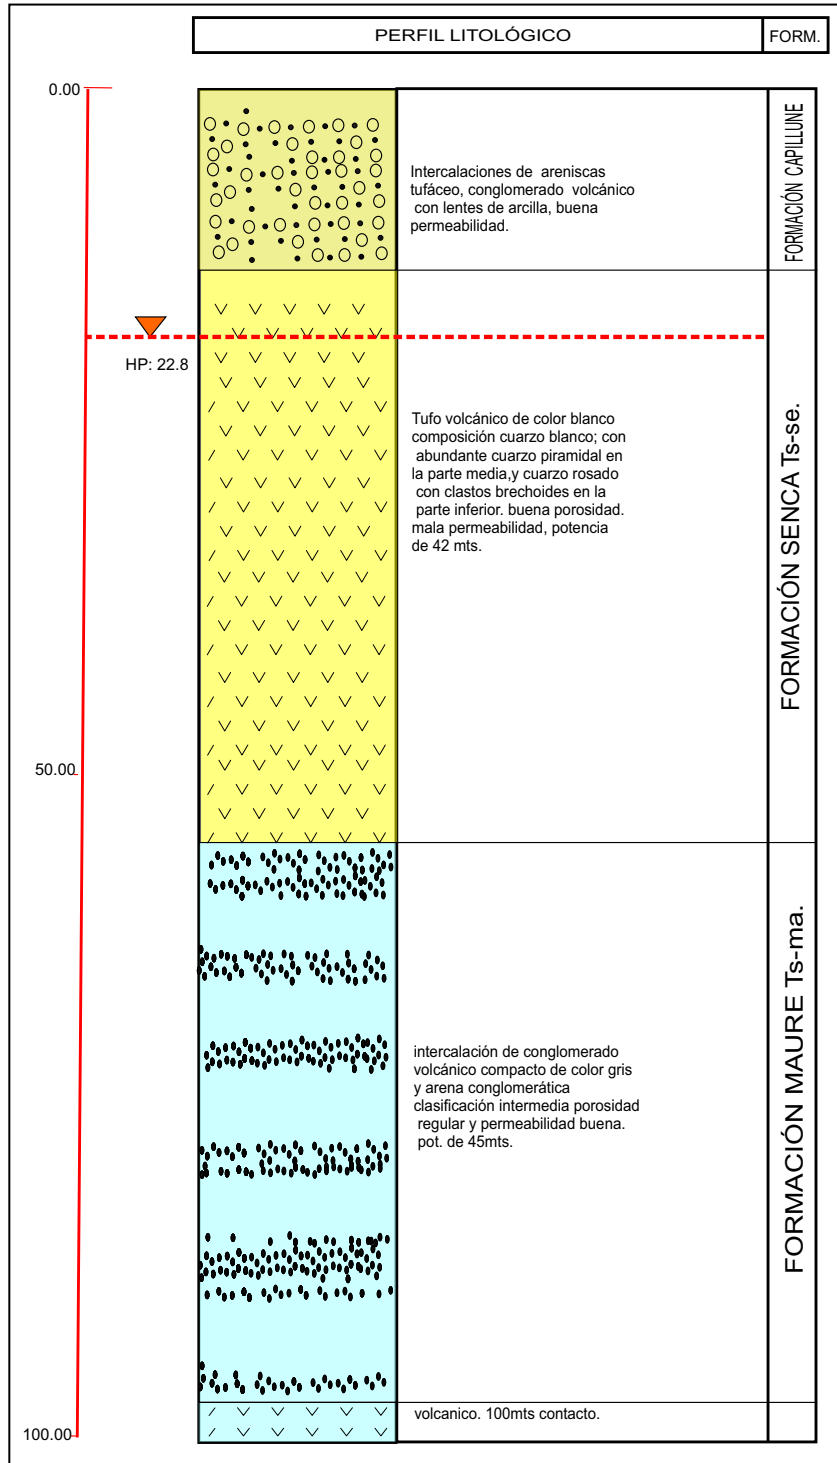 PERFIL LITOLÓGICO
FORM.
0.00
Intercalaciones de areniscas
tufáceo, conglomerado volcánico
con lentes de arcilla, buena
permeabilidad.
FORMACIÓN CAPILLUNE
HP: 22.8
Tufo volcánico de color blanco
composición cuarzo blanco; con
abundante cuarzo piramidal en
la parte media,y cuarzo rosado
con clastos brechoides en la
parte inferior. buena porosidad.
mala permeabilidad, potencia
de 42 mts.
FORMACIÓN SENCA Ts-se.
50.00
intercalación de conglomerado
volcánico compacto de color gris
y arena conglomerática
clasificación intermedia porosidad
regular y permeabilidad buena.
pot. de 45mts.
FORMACIÓN MAURE Ts-ma.
volcanico. 100mts contacto.
100.00